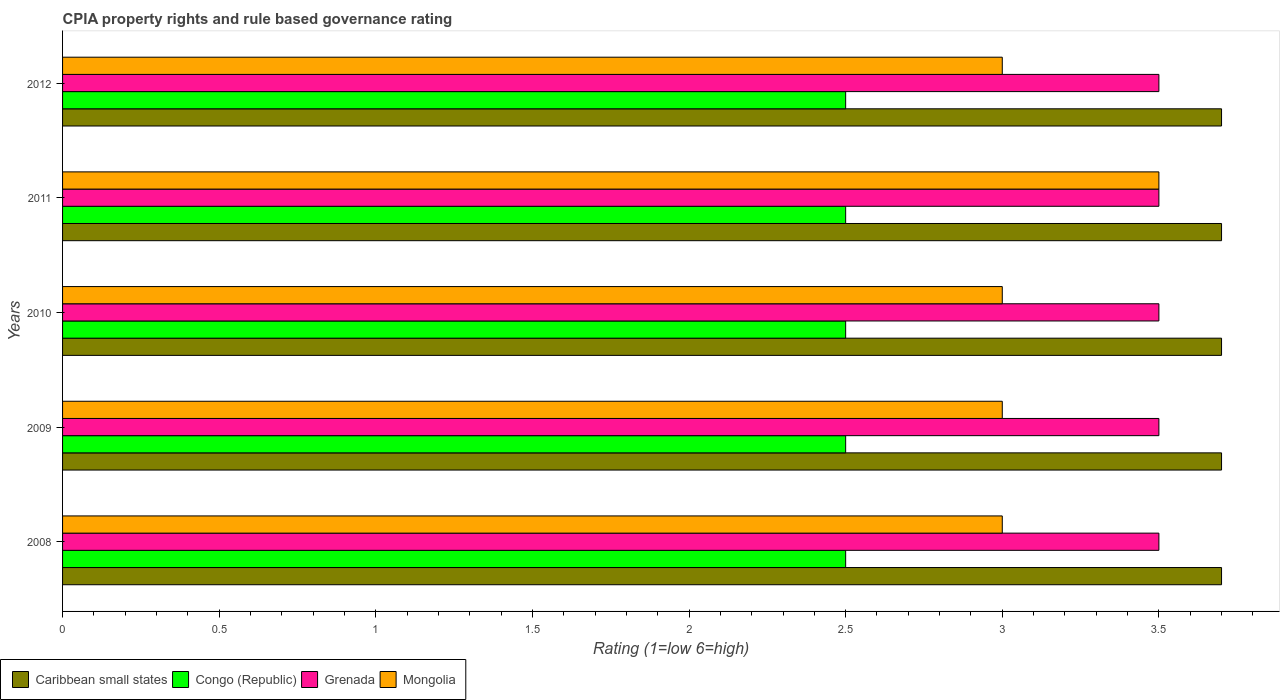 CPIA property rights and rule based governance rating
2012
2011
2010
2009
2008
Years
0
0.5
1
1.5
2
2.5
3
3.5
Rating (1=low 6=high)
Caribbean small states
Congo (Republic)
Grenada
Mongolia